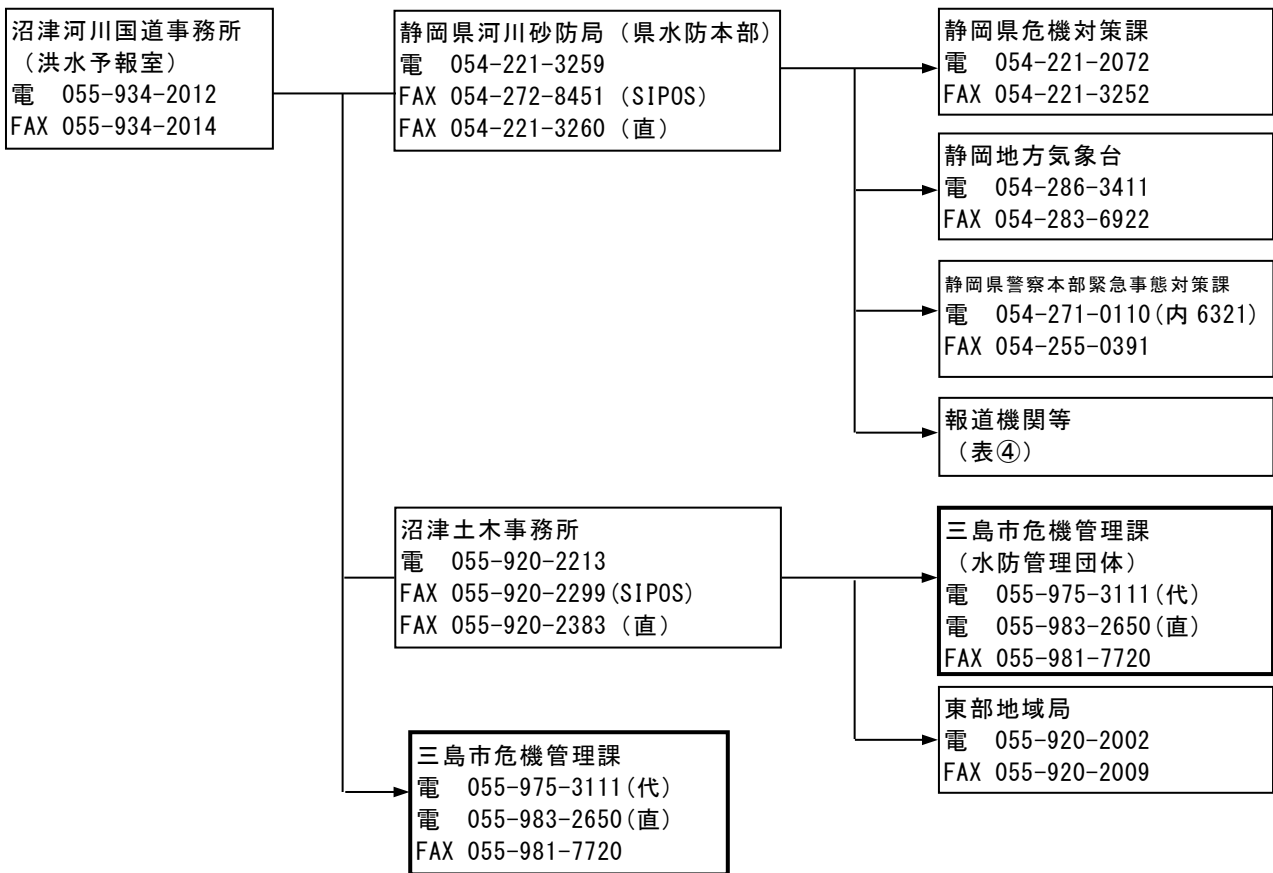 沼津河川国道事務所
（洪水予報室）
電　055-934-2012
FAX 055-934-2014
静岡県河川砂防局（県水防本部）
電　054-221-3259
FAX 054-272-8451（SIPOS）
FAX 054-221-3260（直）
静岡県危機対策課
電　054-221-2072
FAX 054-221-3252
静岡地方気象台
電　054-286-3411
FAX 054-283-6922
静岡県警察本部緊急事態対策課
電　054-271-0110(内 6321)
FAX 054-255-0391
報道機関等
（表④）
沼津土木事務所
電　055-920-2213
FAX 055-920-2299(SIPOS)
FAX 055-920-2383（直）
三島市危機管理課
（水防管理団体）
電　055-975-3111(代)
電　055-983-2650(直)
FAX 055-981-7720
東部地域局
電　055-920-2002
FAX 055-920-2009
三島市危機管理課
電　055-975-3111(代)
電　055-983-2650(直)
FAX 055-981-7720